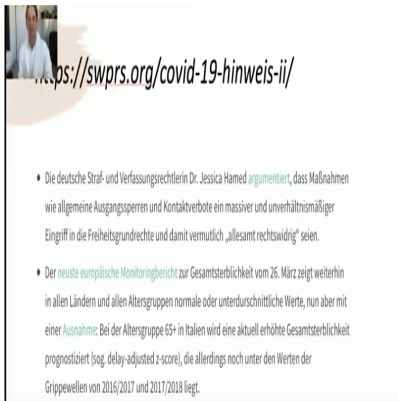 https://swprs.org/covid-19-hinweis-ii/
Die deutsche Straf- und Verfassungsrechtlerin Dr. Jessica Hamed argumentiert, dass Maßnahmen
wie allgemeine Ausgangssperren und Kontaktverbote ein massiver und unverhältnismäßiger
Eingriff in die Freiheitsgrundrechte und damit vermutlich „allesamt rechtswidrig" seien.
Der neuste europäische Monitoringbericht zur Gesamtsterblichkeit vom 26. März zeigt weiterhin
in allen Ländern und allen Altersgruppen normale oder unterdurschnittliche Werte, nun aber mit
einer Ausnahme: Bei der Altersgruppe 65+ in Italien wird eine aktuell erhöhte Gesamtsterblichkeit
prognostiziert (sog. delay-adjusted z-score), die allerdings noch unter den Werten der
Grippewellen von 2016/2017 und 2017/2018 liegt.